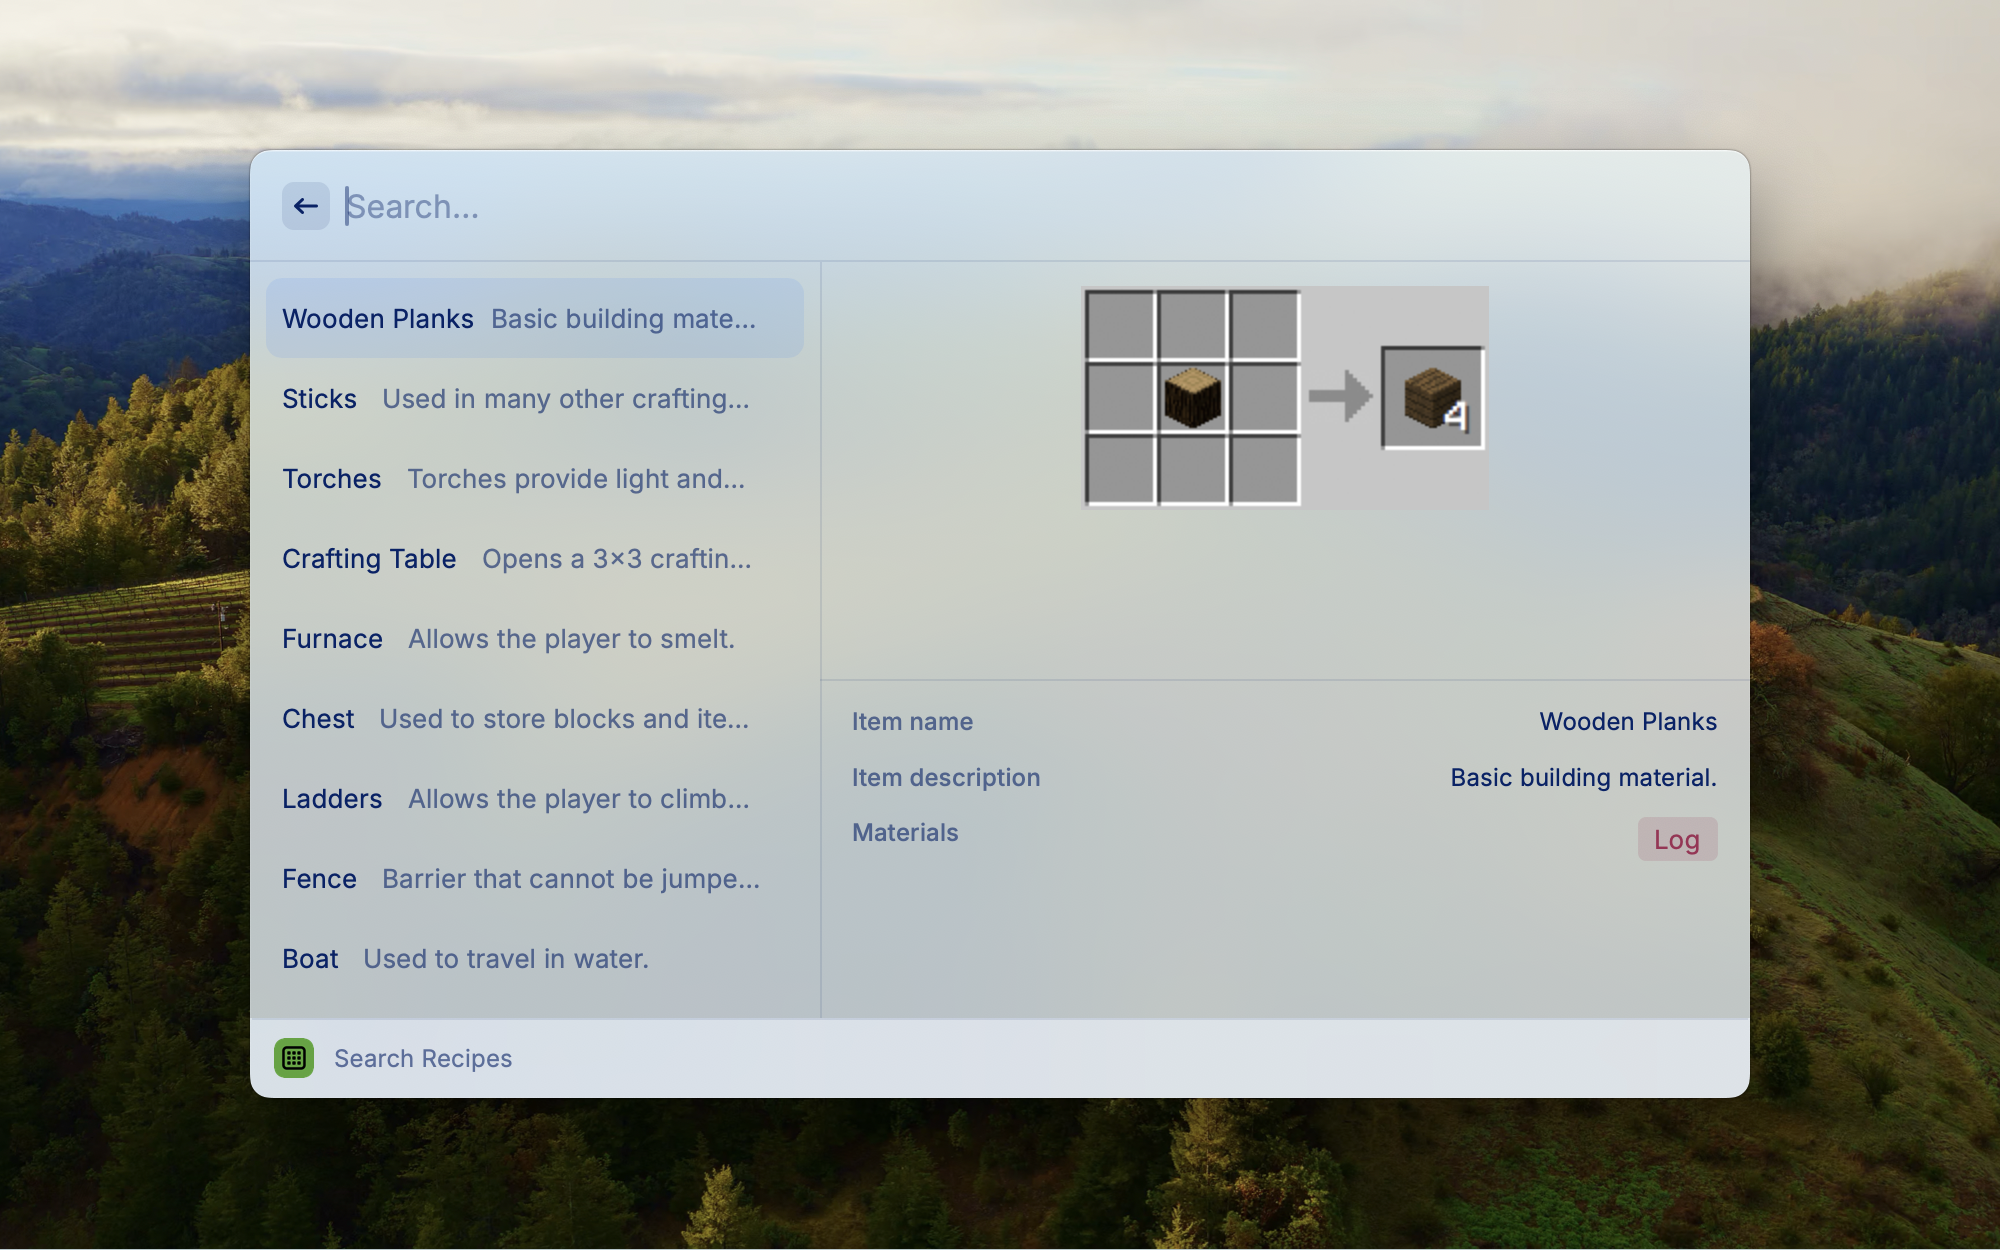 Search...
Wooden Planks Basic building mate...
Sticks Used in many other crafting...
Torches Torches provide light and...
Crafting Table Opens a 3×3 craftin...
Furnace Allows the player to smelt.
Chest Used to store blocks and ite...
Ladders Allows the player to climb...
Fence Barrier that cannot be jumpe...
Boat Used to travel in water.
4
Item name Wooden Planks
Item description Basic building material.
Materials Log
Search Recipes